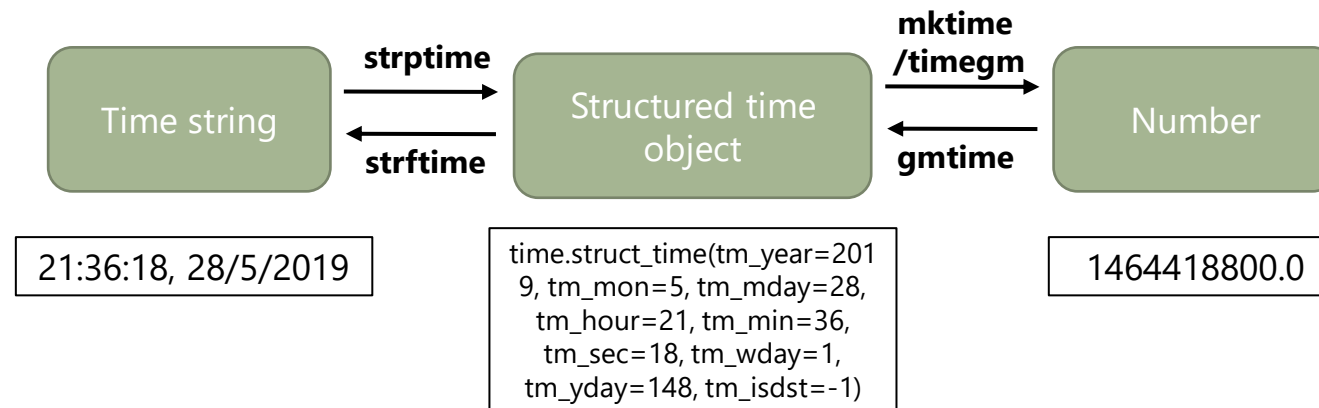 strptime
mktime
/timegm
Time string
Structured time
object
Number
strftime
gmtime
21:36:18, 28/5/2019
time.struct_time(tm_year=201
9, tm_mon=5, tm_mday=28,
tm_hour=21, tm_min=36,
tm_sec=18, tm_wday=1,
tm_yday=148, tm_isdst=-1)
1464418800.0